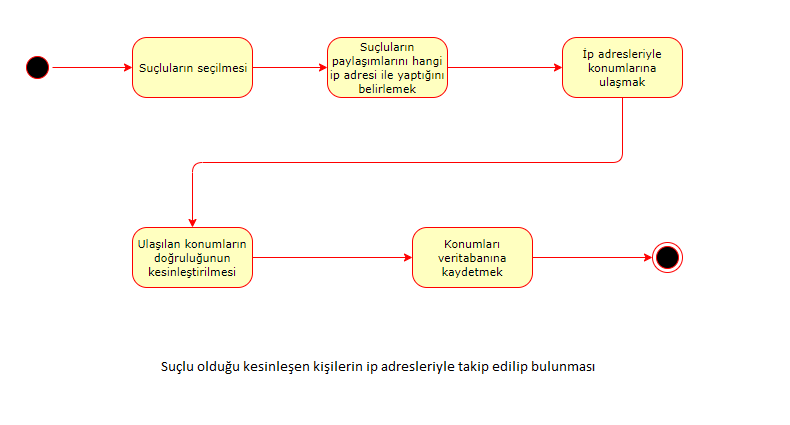 Suçluların seçilmesi
Suçluların
paylaşımlarını hangi
ip adresi ile yaptığını
belirlemek
İp adresleriyle
konumlarına
ulaşmak
Ulaşılan konumların
doğruluğunun
kesinleştirilmesi
Konumları
veritabanına
kaydetmek
Suçlu olduğu kesinleşen kişilerin ip adresleriyle takip edilip bulunması